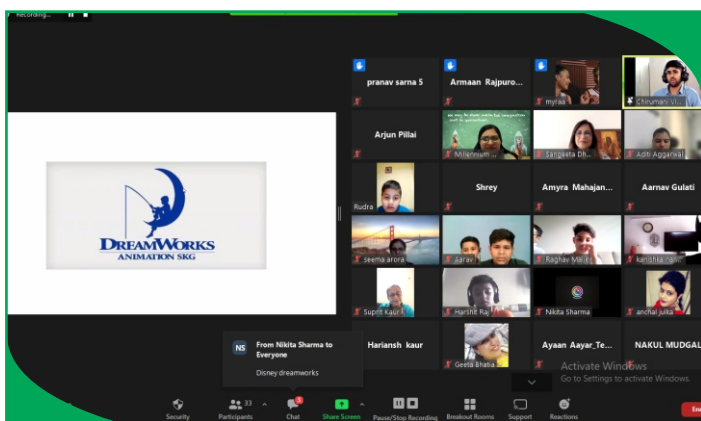 Recording...
pranav sarna 5
Armaan Rajpuro...
myraa
Chirumani Vi...
Arjun Pillai
Millennium ...
Sangeeta Dh...
Aditi Aggarwal
Rudra
Shrey
Amyra Mahajan...
Aarnav Gulati
DREAMWORKS
ANIMATION SKG
seema arora
Aarav
Raghav Malik
Suprit Kaur
Harshit Raj
Nikita Sharma
anchal julka
NS
From Nikita Sharma to
Everyone
Disney dreamworks
Hariansh kaur
Geeta Bhatia
Ayaan Aayar_Te...
NAKUL MUDGAL
Activate Windows
Go to Settings to activate Windows.
Security
Participants
33
Chat
Share Screen
Pause/Stop Recording
Breakout Rooms
Support
Reactions